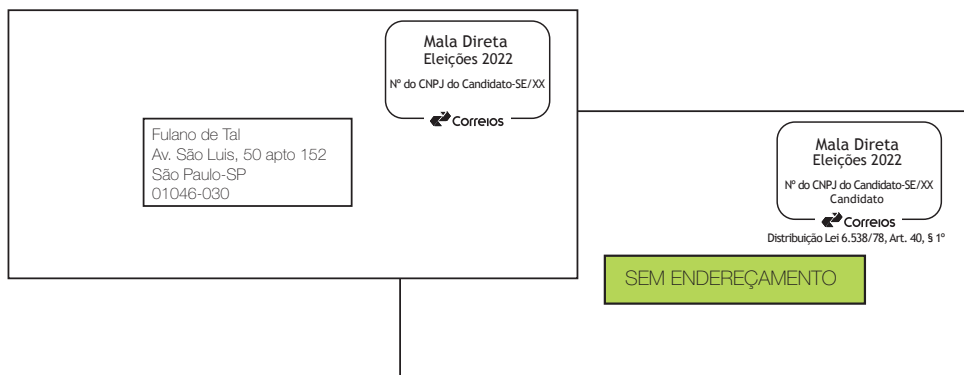 Mala Direta
Eleições 2022
Nº do CNPJ do Candidato-SE/XX
Correios
Fulano de Tal
Av. São Luis, 50 apto 152
São Paulo-SP
01046-030
Mala Direta
Eleições 2022
Nº do CNPJ do Candidato-SE/XX
Candidato
Correios
Distribuição Lei 6.538/78, Art. 40, § 1º
SEM ENDEREÇAMENTO